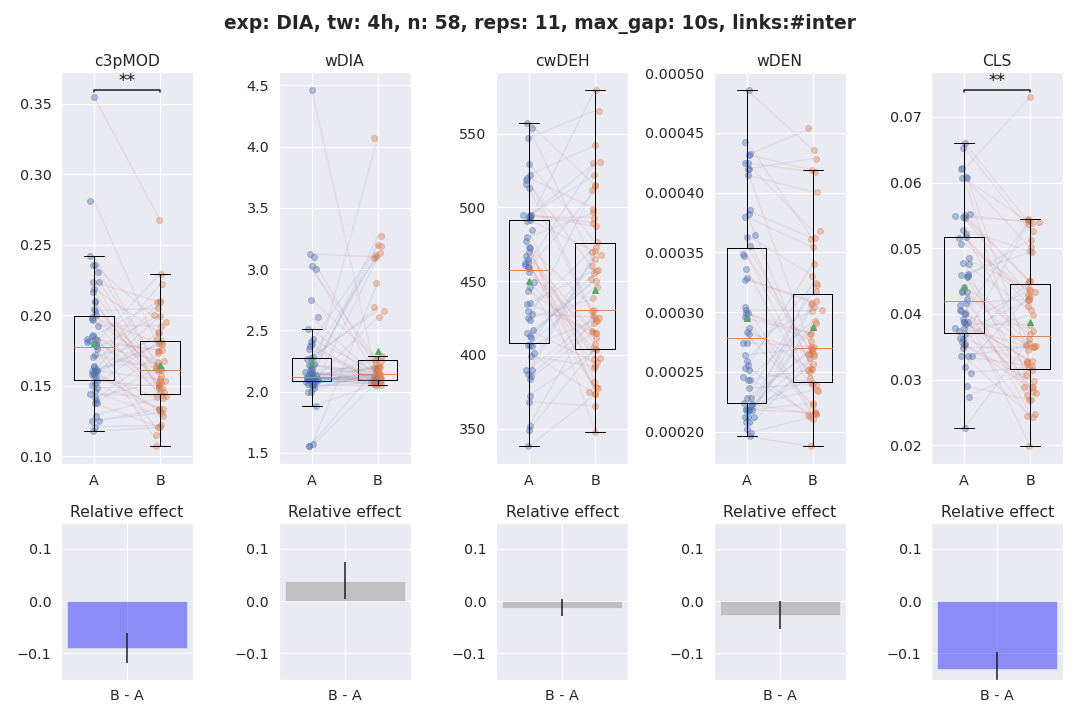 exp: DIA, tw: 4h, n: 58, reps: 11, max_gap: 10s, links:#inter
c3pMOD
**
0.35
0.30
0.25
0.20
0.15
0.10
A B
wDIA
4.5
4.0
3.5
3.0
2.5
2.0
1.5
A B
cwDEH
550
500
450
400
350
A B
wDEN
0.00050
0.00045
0.00040
0.00035
0.00030
0.00025
0.00020
A B
CLS
**
0.07
0.06
0.05
0.04
0.03
0.02
A B
Relative effect
0.1
0.0
−0.1
B - A
Relative effect
0.1
0.0
−0.1
B - A
Relative effect
0.1
0.0
−0.1
B - A
Relative effect
0.1
0.0
−0.1
B - A
Relative effect
0.1
0.0
−0.1
B - A